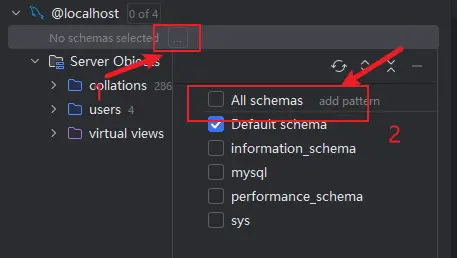 @localhost 0 of 4
No schemas selected ...
Server Objects
collations 286
users 4
virtual views
1
All schemas add pattern
Default schema
2
information_schema
mysql
performance_schema
sys